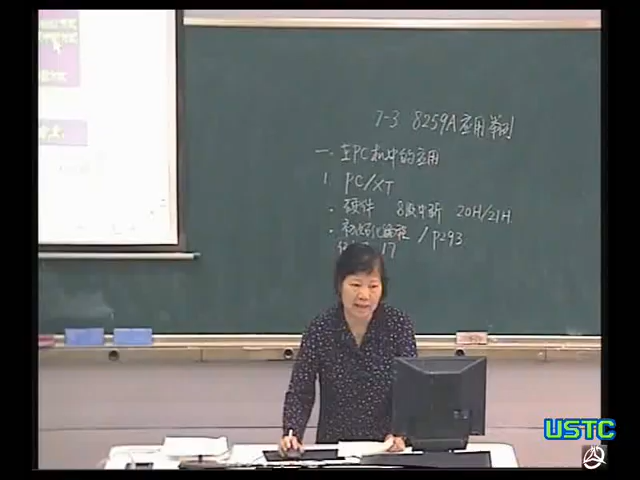 7-3 8259A应用举例
一. 在PC机中的应用
1. PC/XT
· 硬件 8级中断 20H/21H
· 初始化编程 / P293
17
USTC